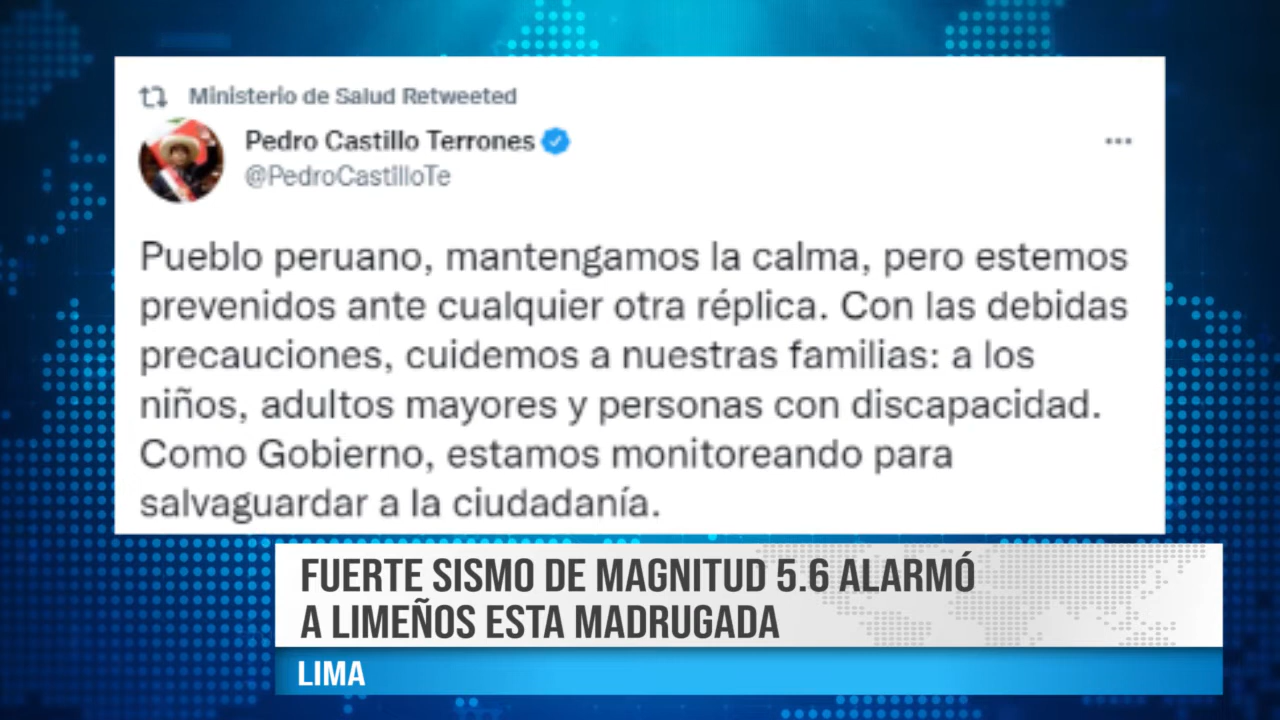 Ministerio de Salud Retweeted
Pedro Castillo Terrones
@PedroCastilloTe
Pueblo peruano, mantengamos la calma, pero estemos
prevenidos ante cualquier otra réplica. Con las debidas
precauciones, cuidemos a nuestras familias: a los
niños, adultos mayores y personas con discapacidad.
Como Gobierno, estamos monitoreando para
salvaguardar a la ciudadanía.
FUERTE SISMO DE MAGNITUD 5.6 ALARMÓ
A LIMEÑOS ESTA MADRUGADA
LIMA